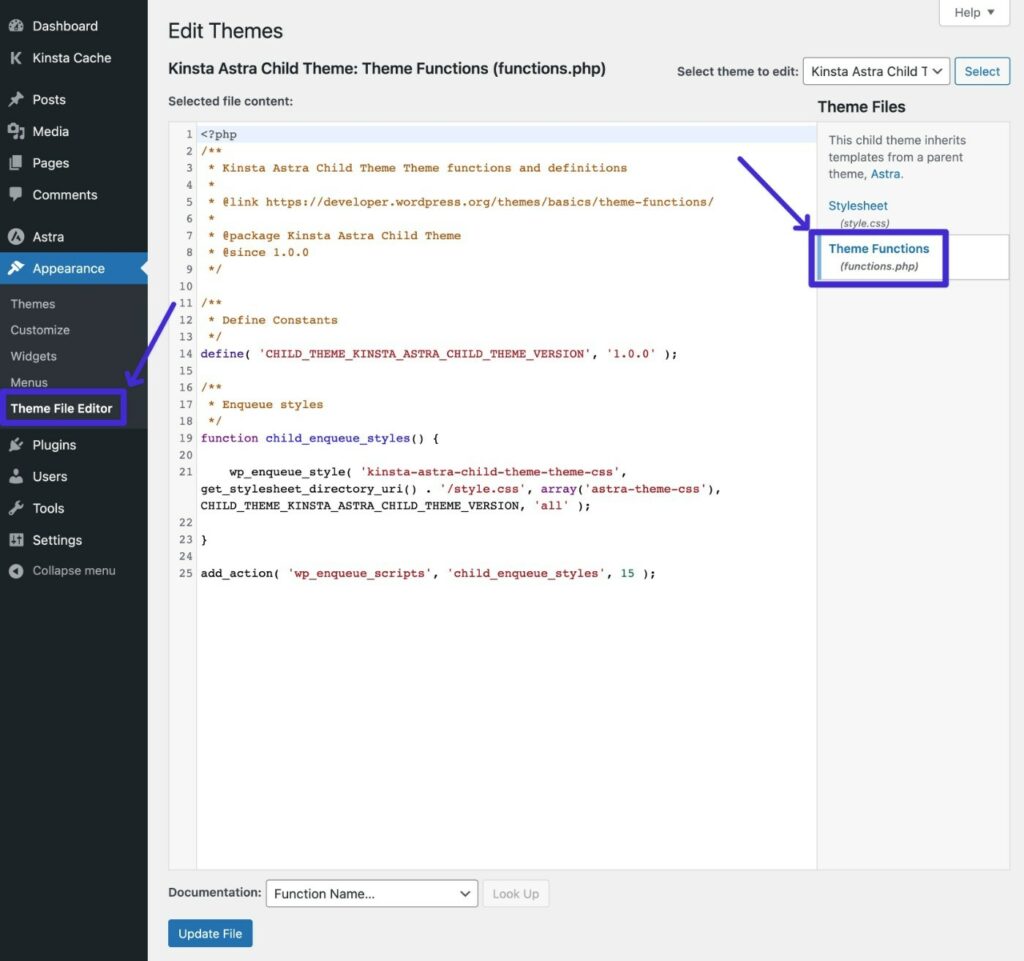 Dashboard
Kinsta Cache
Posts
Media
Pages
Comments
Astra
Appearance
Themes
Customize
Widgets
Menus
Theme File Editor
Plugins
Users
Tools
Settings
Collapse menu
Help
Edit Themes
Kinsta Astra Child Theme: Theme Functions (functions.php)
Select theme to edit: Kinsta Astra Child T Select
Selected file content:
1 <?php
2 /**
3 * Kinsta Astra Child Theme Theme functions and definitions
4 *
5 * @link https://developer.wordpress.org/themes/basics/theme-functions/
6 *
7 * @package Kinsta Astra Child Theme
8 * @since 1.0.0
9 */
10
11 /**
12 * Define Constants
13 */
14 define( 'CHILD_THEME_KINSTA_ASTRA_CHILD_THEME_VERSION', '1.0.0' );
15
16 /**
17 * Enqueue styles
18 */
19 function child_enqueue_styles() {
20
21 wp_enqueue_style( 'kinsta-astra-child-theme-theme-css',
get_stylesheet_directory_uri() . '/style.css', array('astra-theme-css'),
CHILD_THEME_KINSTA_ASTRA_CHILD_THEME_VERSION, 'all' );
22
23 }
24
25 add_action( 'wp_enqueue_scripts', 'child_enqueue_styles', 15 );
Theme Files
This child theme inherits
templates from a parent
theme, Astra.
Stylesheet
(style.css)
Theme Functions
(functions.php)
Documentation: Function Name... Look Up
Update File